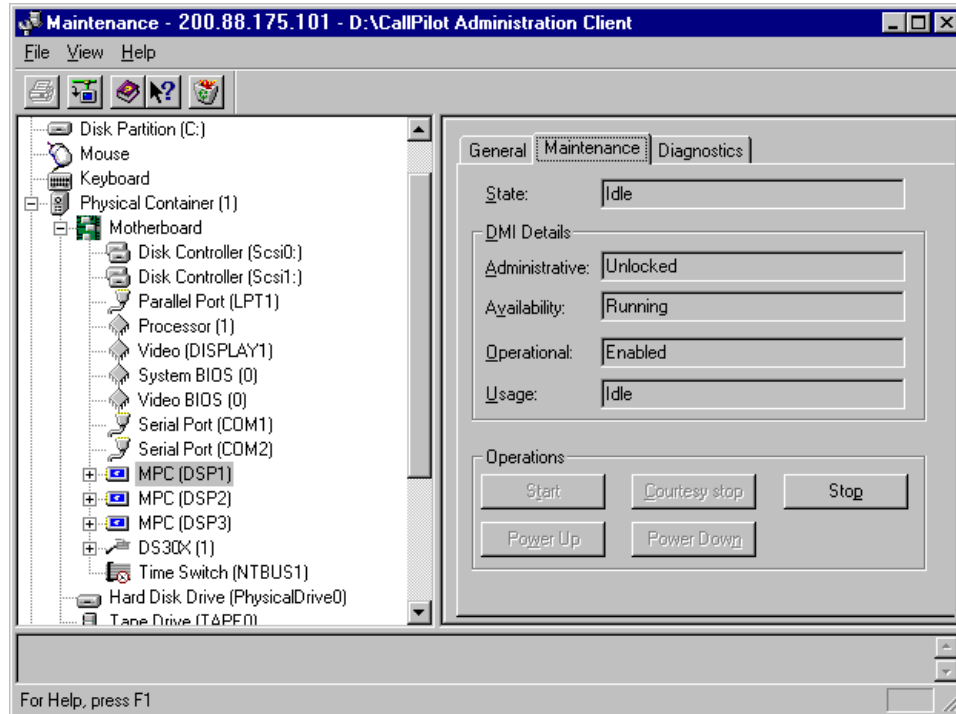 Maintenance - 200.88.175.101 - D:\CallPilot Administration Client
File View Help
Disk Partition (C:)
Mouse
Keyboard
Physical Container (1)
Motherboard
Disk Controller (Scsi0:)
Disk Controller (Scsi1:)
Parallel Port (LPT1)
Processor (1)
Video (DISPLAY1)
System BIOS (0)
Video BIOS (0)
Serial Port (COM1)
Serial Port (COM2)
MPC (DSP1)
MPC (DSP2)
MPC (DSP3)
DS30X (1)
Time Switch (NTBUS1)
Hard Disk Drive (PhysicalDrive0)
Tape Drive (TAPE0)
General Maintenance Diagnostics
State: Idle
DMI Details
Administrative: Unlocked
Availability: Running
Operational: Enabled
Usage: Idle
Operations
Start Courtesy stop Stop
Power Up Power Down
For Help, press F1